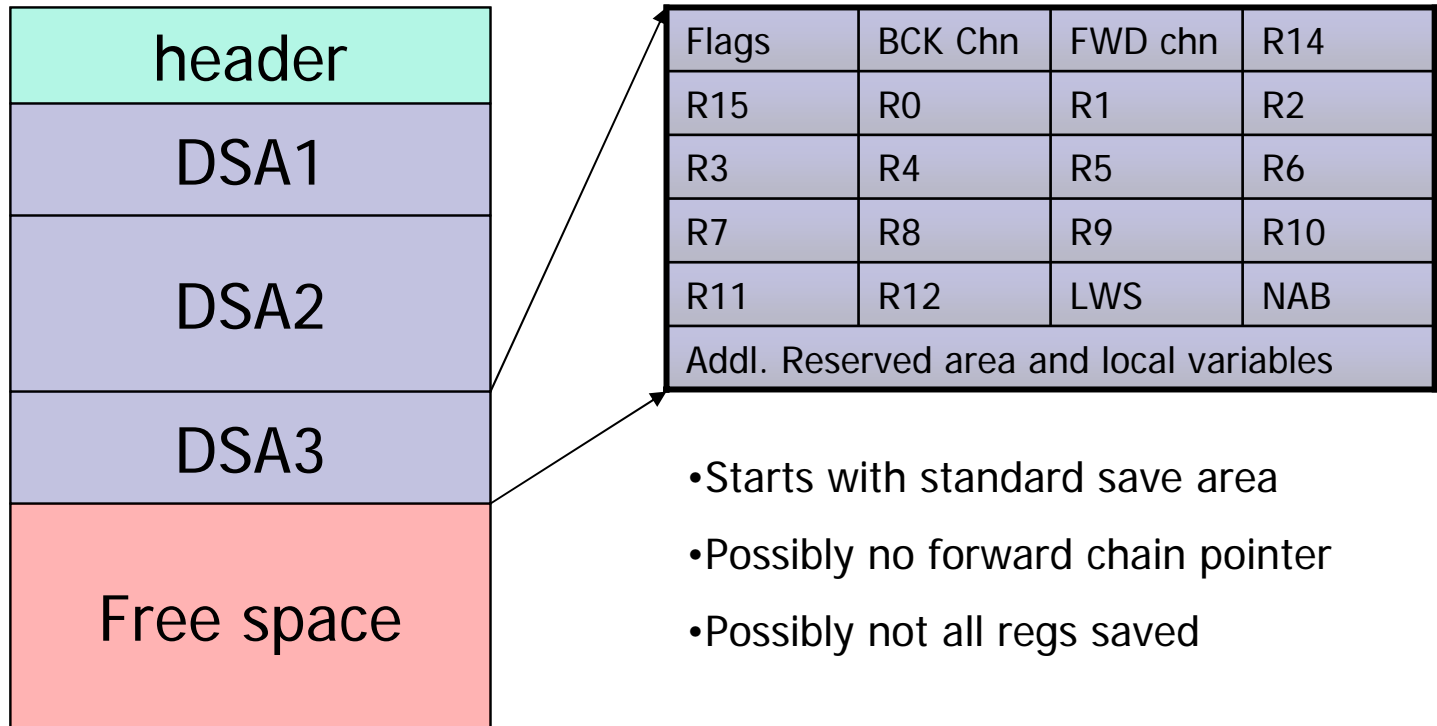 header
DSA1
DSA2
DSA3
Free space
Flags BCK Chn FWD chn R14
R15 R0 R1 R2
R3 R4 R5 R6
R7 R8 R9 R10
R11 R12 LWS NAB
Addl. Reserved area and local variables
•Starts with standard save area
•Possibly no forward chain pointer
•Possibly not all regs saved